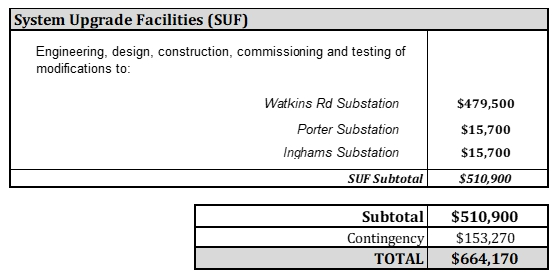 System Upgrade Facilities (SUF)
Engineering, design, construction, commissioning and testing of
modifications to:
Watkins Rd Substation $479,500
Porter Substation $15,700
Inghams Substation $15,700
SUF Subtotal $510,900
Subtotal $510,900
Contingency $153,270
TOTAL $664,170